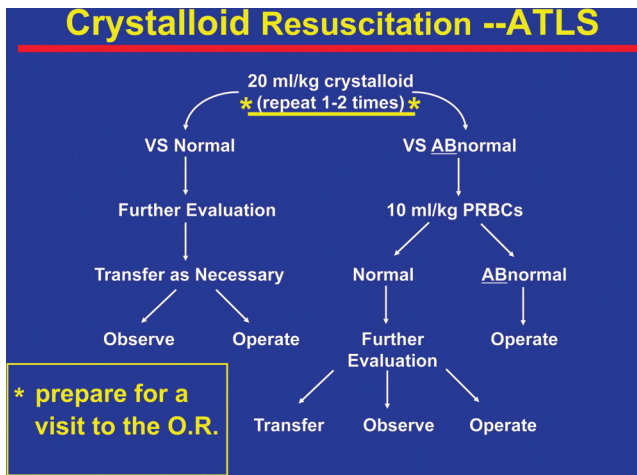 Crystalloid Resuscitation --ATLS
20 ml/kg crystalloid
* (repeat 1-2 times) *
VS Normal
VS ABnormal
Further Evaluation
10 ml/kg PRBCs
Transfer as Necessary
Normal
ABnormal
Observe
Operate
Further
Evaluation
Operate
* prepare for a
visit to the O.R.
Transfer
Observe
Operate